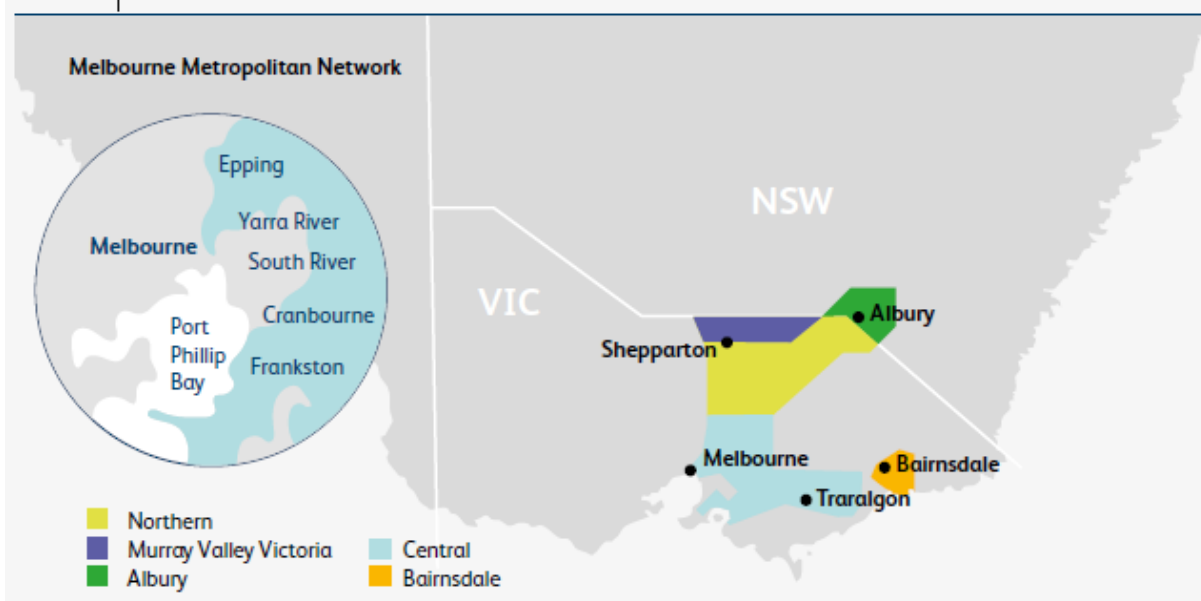 Melbourne Metropolitan Network
Epping
Yarra River
Melbourne
South River
Cranbourne
Port
Phillip
Bay
Frankston
NSW
VIC
Albury
Shepparton
Melbourne
Bairnsdale
Traralgon
Northern
Murray Valley Victoria
Albury
Central
Bairnsdale